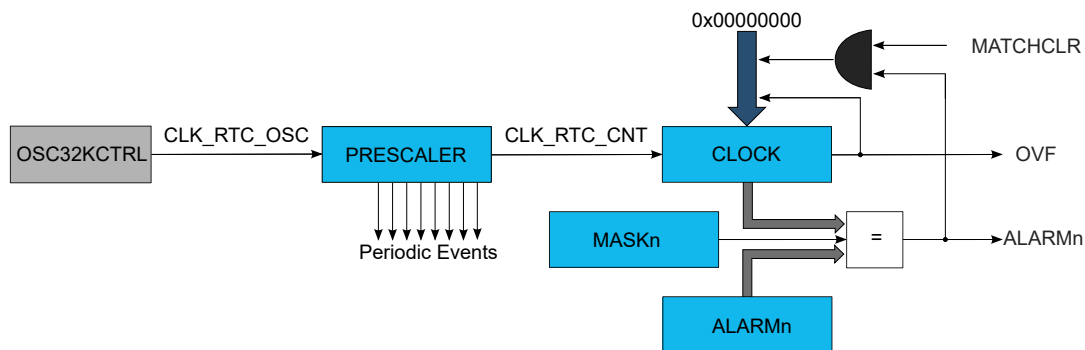 0x00000000
MATCHCLR
OSC32KCTRL
CLK_RTC_OSC
PRESCALER
CLK_RTC_CNT
CLOCK
OVF
Periodic Events
MASKn
=
ALARMn
ALARMn